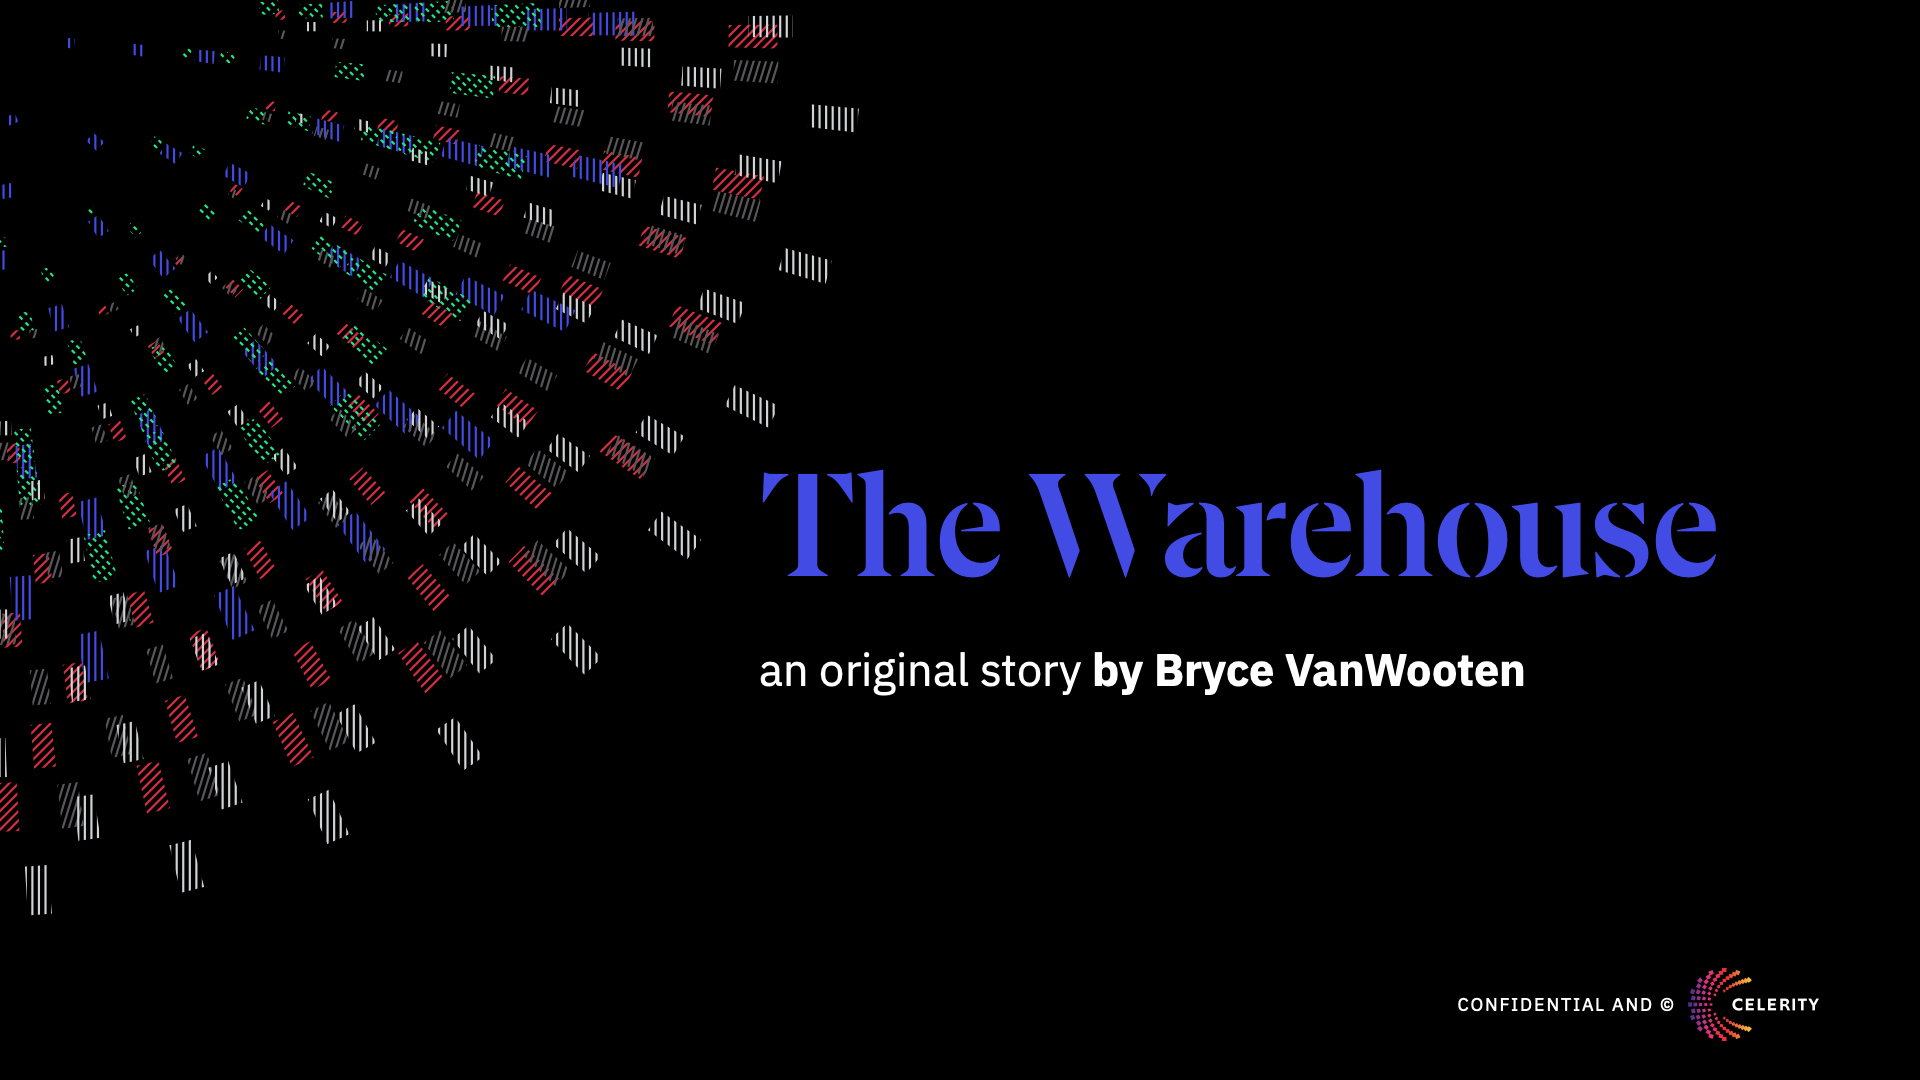 The Warehouse
an original story by Bryce VanWooten
CONFIDENTIAL AND © CELERITY